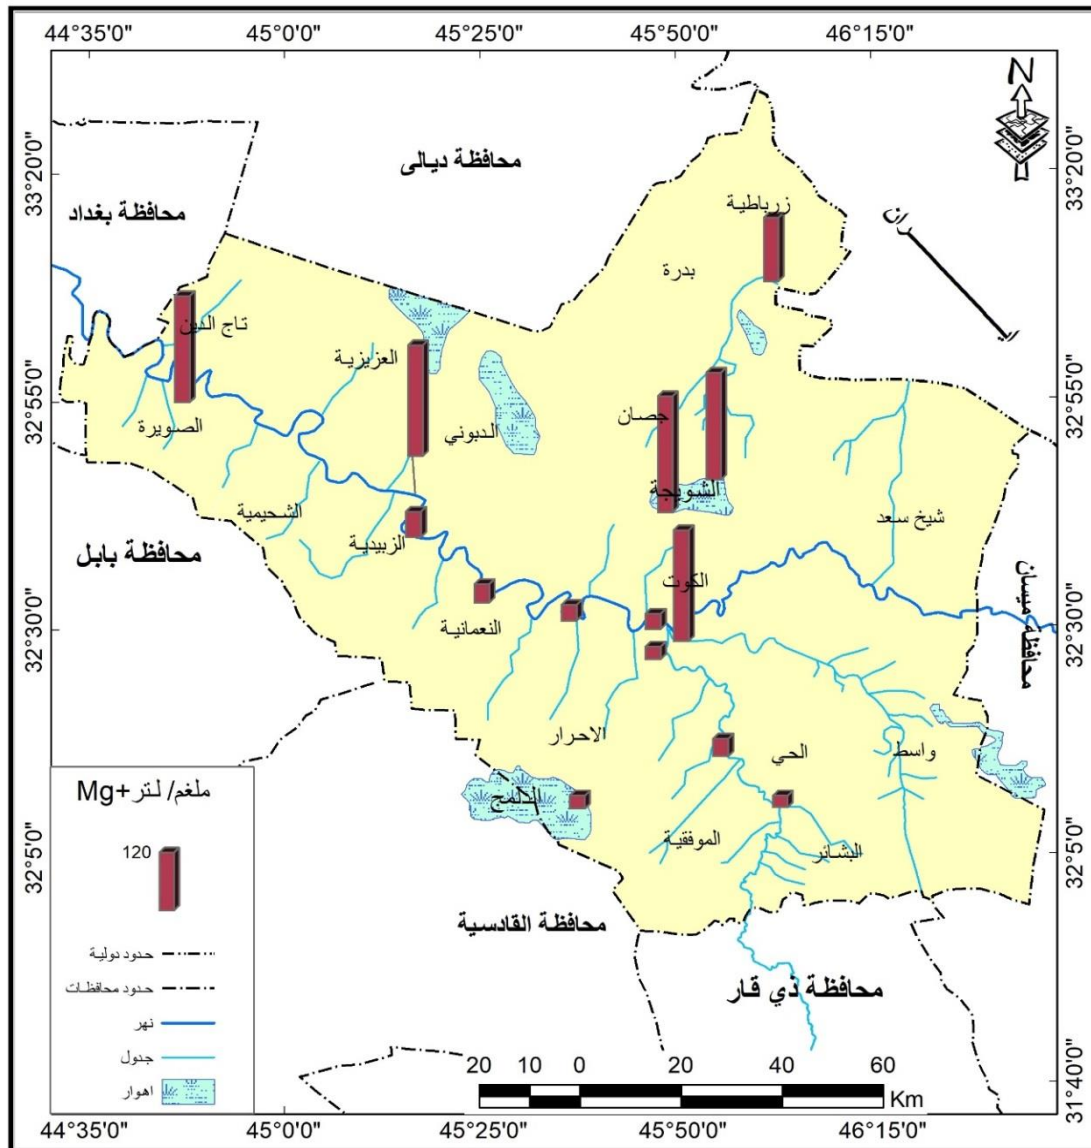 44°35'0" 45°0'0" 45°25'0" 45°50'0" 46°15'0"
N
33°20'0"
33°20'0"
محافظة ديالى
محافظة بغداد
زرباطية
بدرة
تاج الدين
العزيزية
32°55'0"
32°55'0"
جصان
الدبوني
الصويرة
الشويجة
الشحيمية
شيخ سعد
الزبيدية
محافظة بابل
الكوت
محافظة ميسان
32°30'0"
32°30'0"
النعمانية
الاحرار
الحي
واسط
الدلمج
الموفقية
البشائر
32°5'0"
32°5'0"
محافظة القادسية
محافظة ذي قار
ملغم/ لتر+Mg
120
حدود دولية
حدود محافظات
نهر
جدول
اهوار
31°40'0"
20 10 0 20 40 60
Km
44°35'0" 45°0'0" 45°25'0" 45°50'0" 46°15'0"